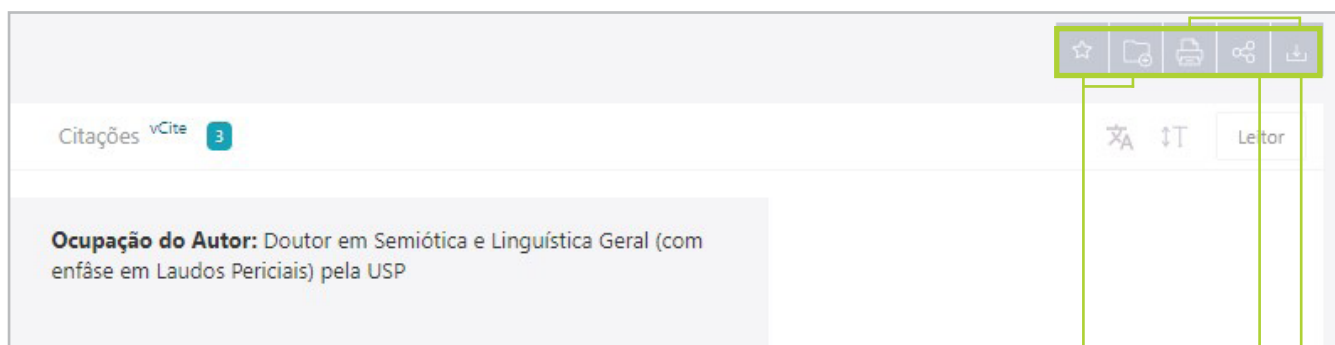 Citações vCite 3
Leitor
Ocupação do Autor: Doutor em Semiótica e Linguística Geral (com
enfâse em Laudos Periciais) pela USP